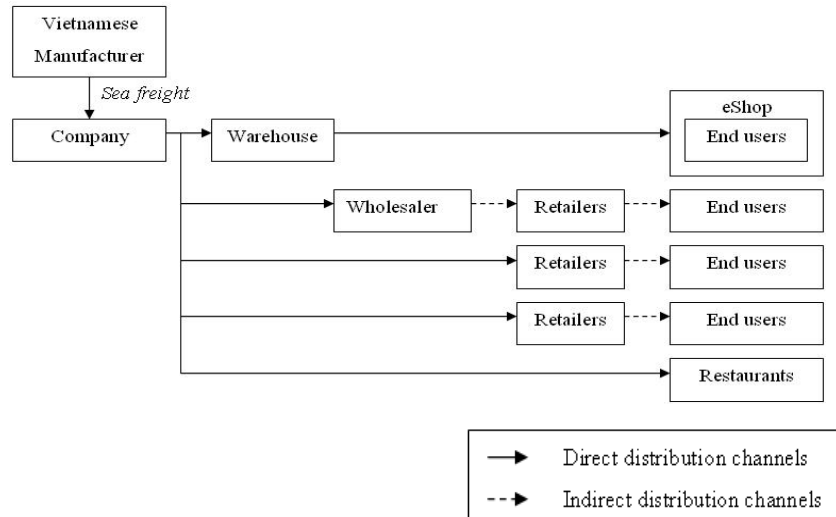 Vietnamese
Manufacturer
Sea freight
eShop
Company
Warehouse
End users
Wholesaler
Retailers
End users
Retailers
End users
Retailers
End users
Restaurants
Direct distribution channels
Indirect distribution channels